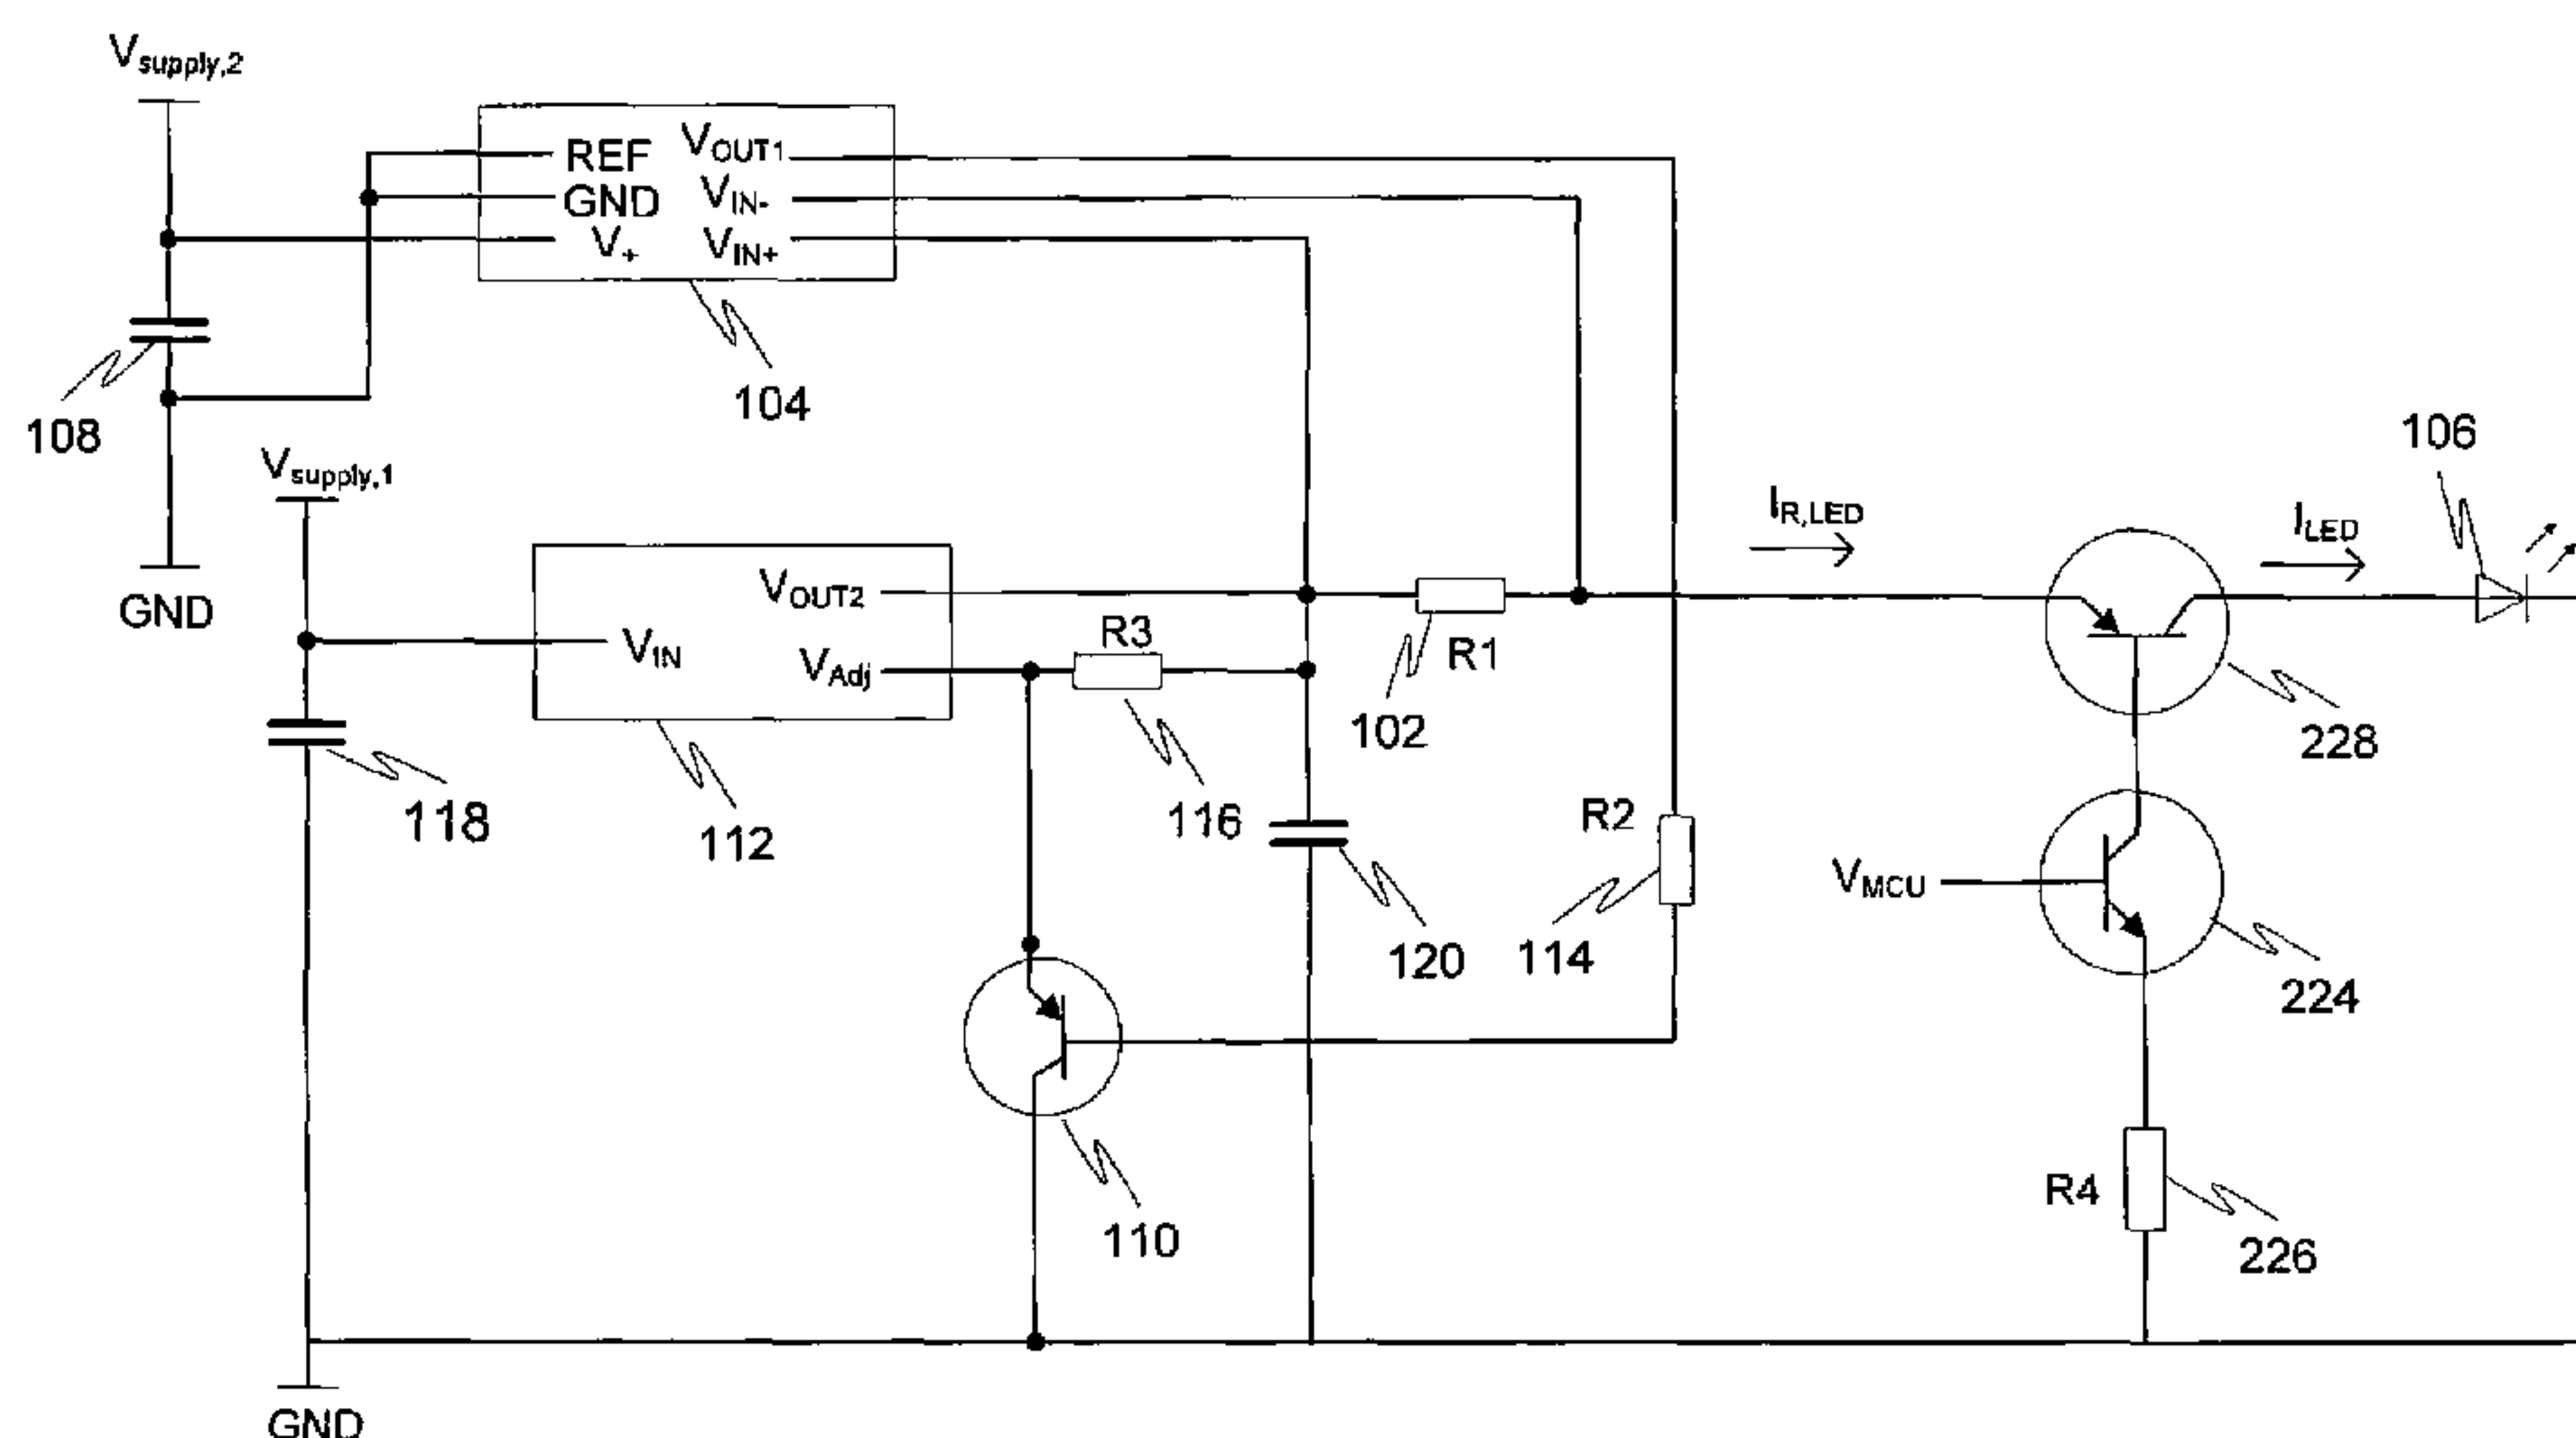 Vsupply,2
REF
VOUT1
GND
VIN-
V+
VIN+
104
108
Vsupply,1
106
IR,LED
ILED
GND
VOUT2
VIN
R3
VAdj
R1
102
228
118
112
116
R2
VMCU
120
114
224
110
R4
226
GND